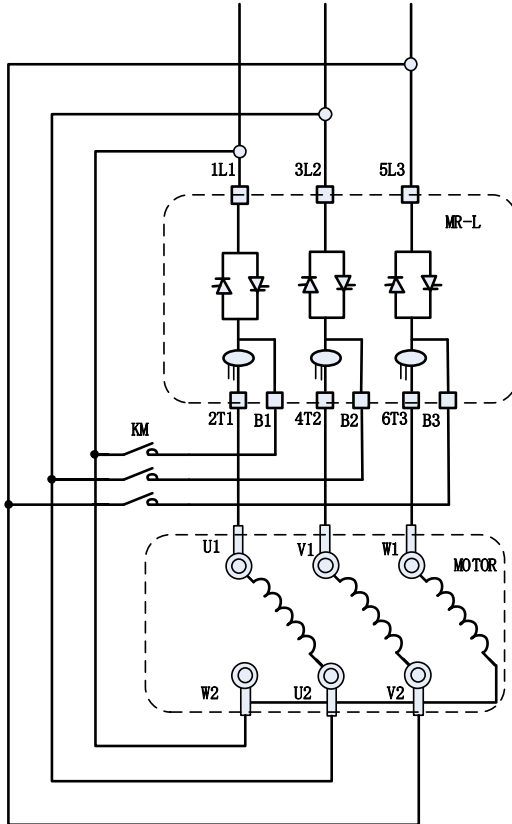 1L1 3L2 5L3
MR-L
2T1 B1 4T2 B2 6T3 B3
KM
U1 V1 W1
MOTOR
W2 U2 V2